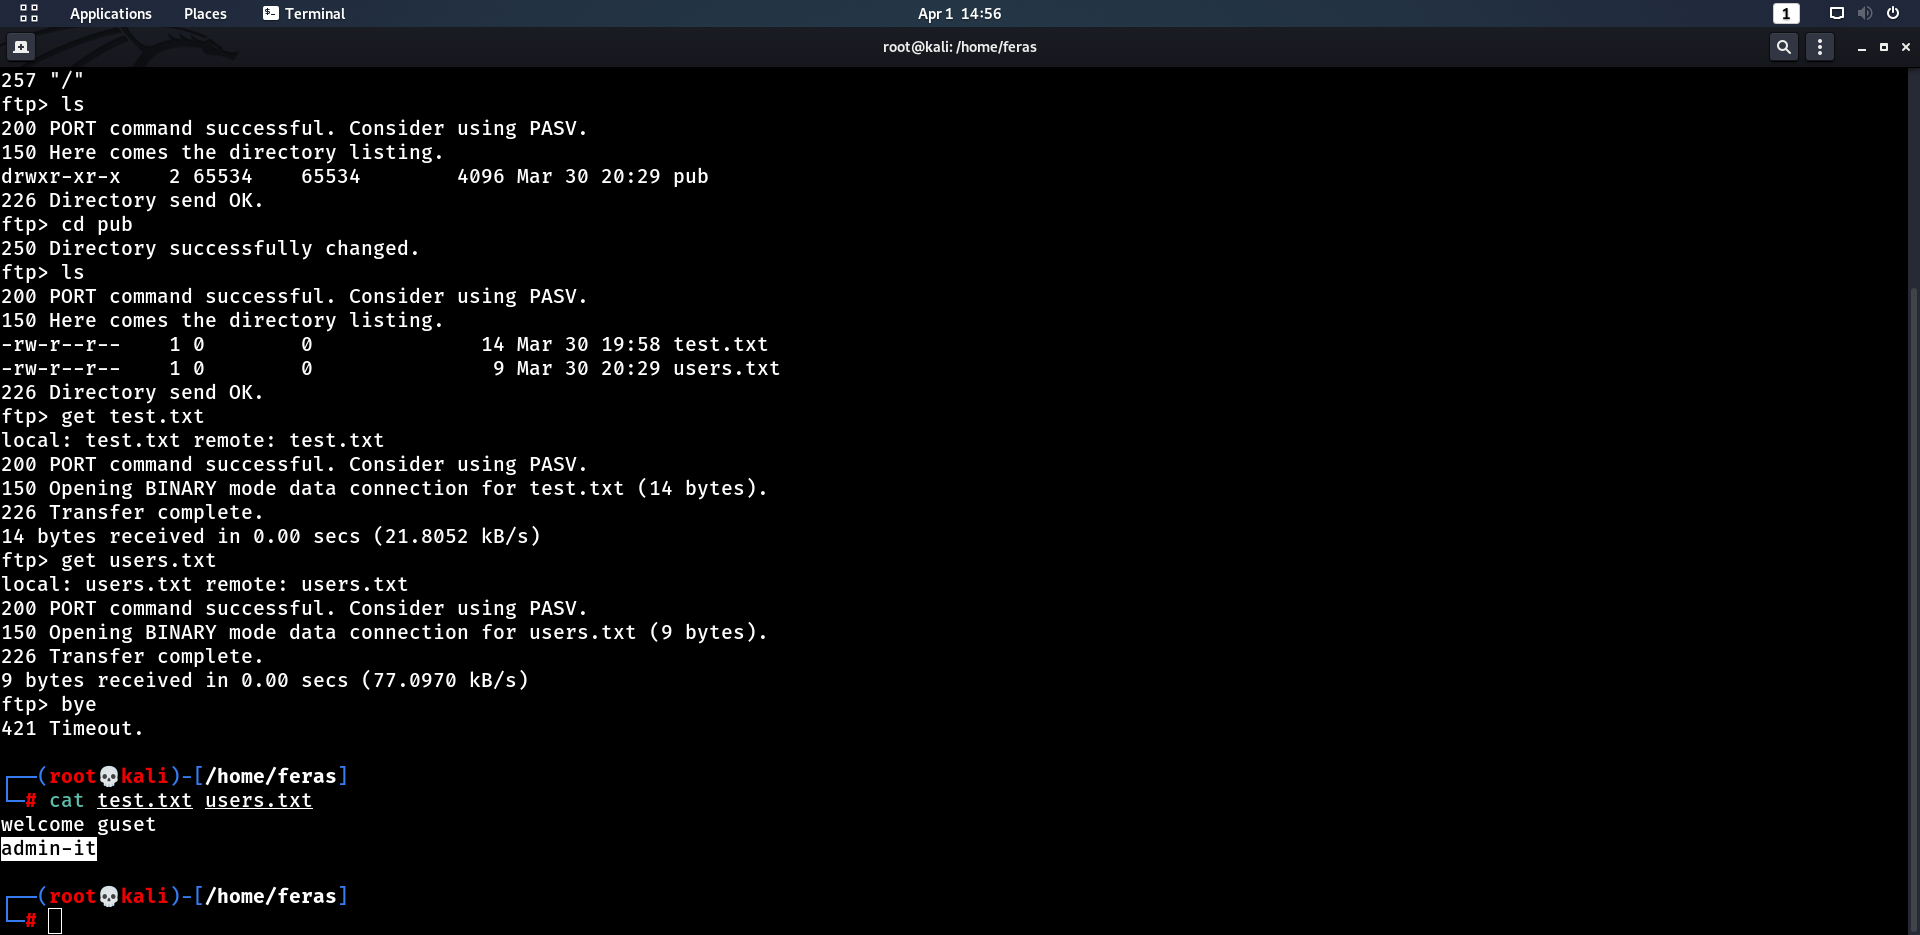 Applications Places Terminal Apr 1 14:56 1
root@kali: /home/feras
257 "/"
ftp> ls
200 PORT command successful. Consider using PASV.
150 Here comes the directory listing.
drwxr-xr-x    2 65534    65534        4096 Mar 30 20:29 pub
226 Directory send OK.
ftp> cd pub
250 Directory successfully changed.
ftp> ls
200 PORT command successful. Consider using PASV.
150 Here comes the directory listing.
-rw-r--r--    1 0        0              14 Mar 30 19:58 test.txt
-rw-r--r--    1 0        0               9 Mar 30 20:29 users.txt
226 Directory send OK.
ftp> get test.txt
local: test.txt remote: test.txt
200 PORT command successful. Consider using PASV.
150 Opening BINARY mode data connection for test.txt (14 bytes).
226 Transfer complete.
14 bytes received in 0.00 secs (21.8052 kB/s)
ftp> get users.txt
local: users.txt remote: users.txt
200 PORT command successful. Consider using PASV.
150 Opening BINARY mode data connection for users.txt (9 bytes).
226 Transfer complete.
9 bytes received in 0.00 secs (77.0970 kB/s)
ftp> bye
421 Timeout.
┌──(root💀kali)-[/home/feras]
└─# cat test.txt users.txt
welcome guset
admin-it
┌──(root💀kali)-[/home/feras]
└─#